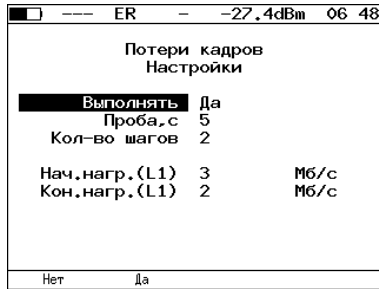 --- ER - -27.4dBm 06 48
Потери кадров
Настройки
Выполнять Да
Проба,с 5
Кол-во шагов 2
Нач.нагр.(L1) 3 Мб/с
Кон.нагр.(L1) 2 Мб/с
Нет Да